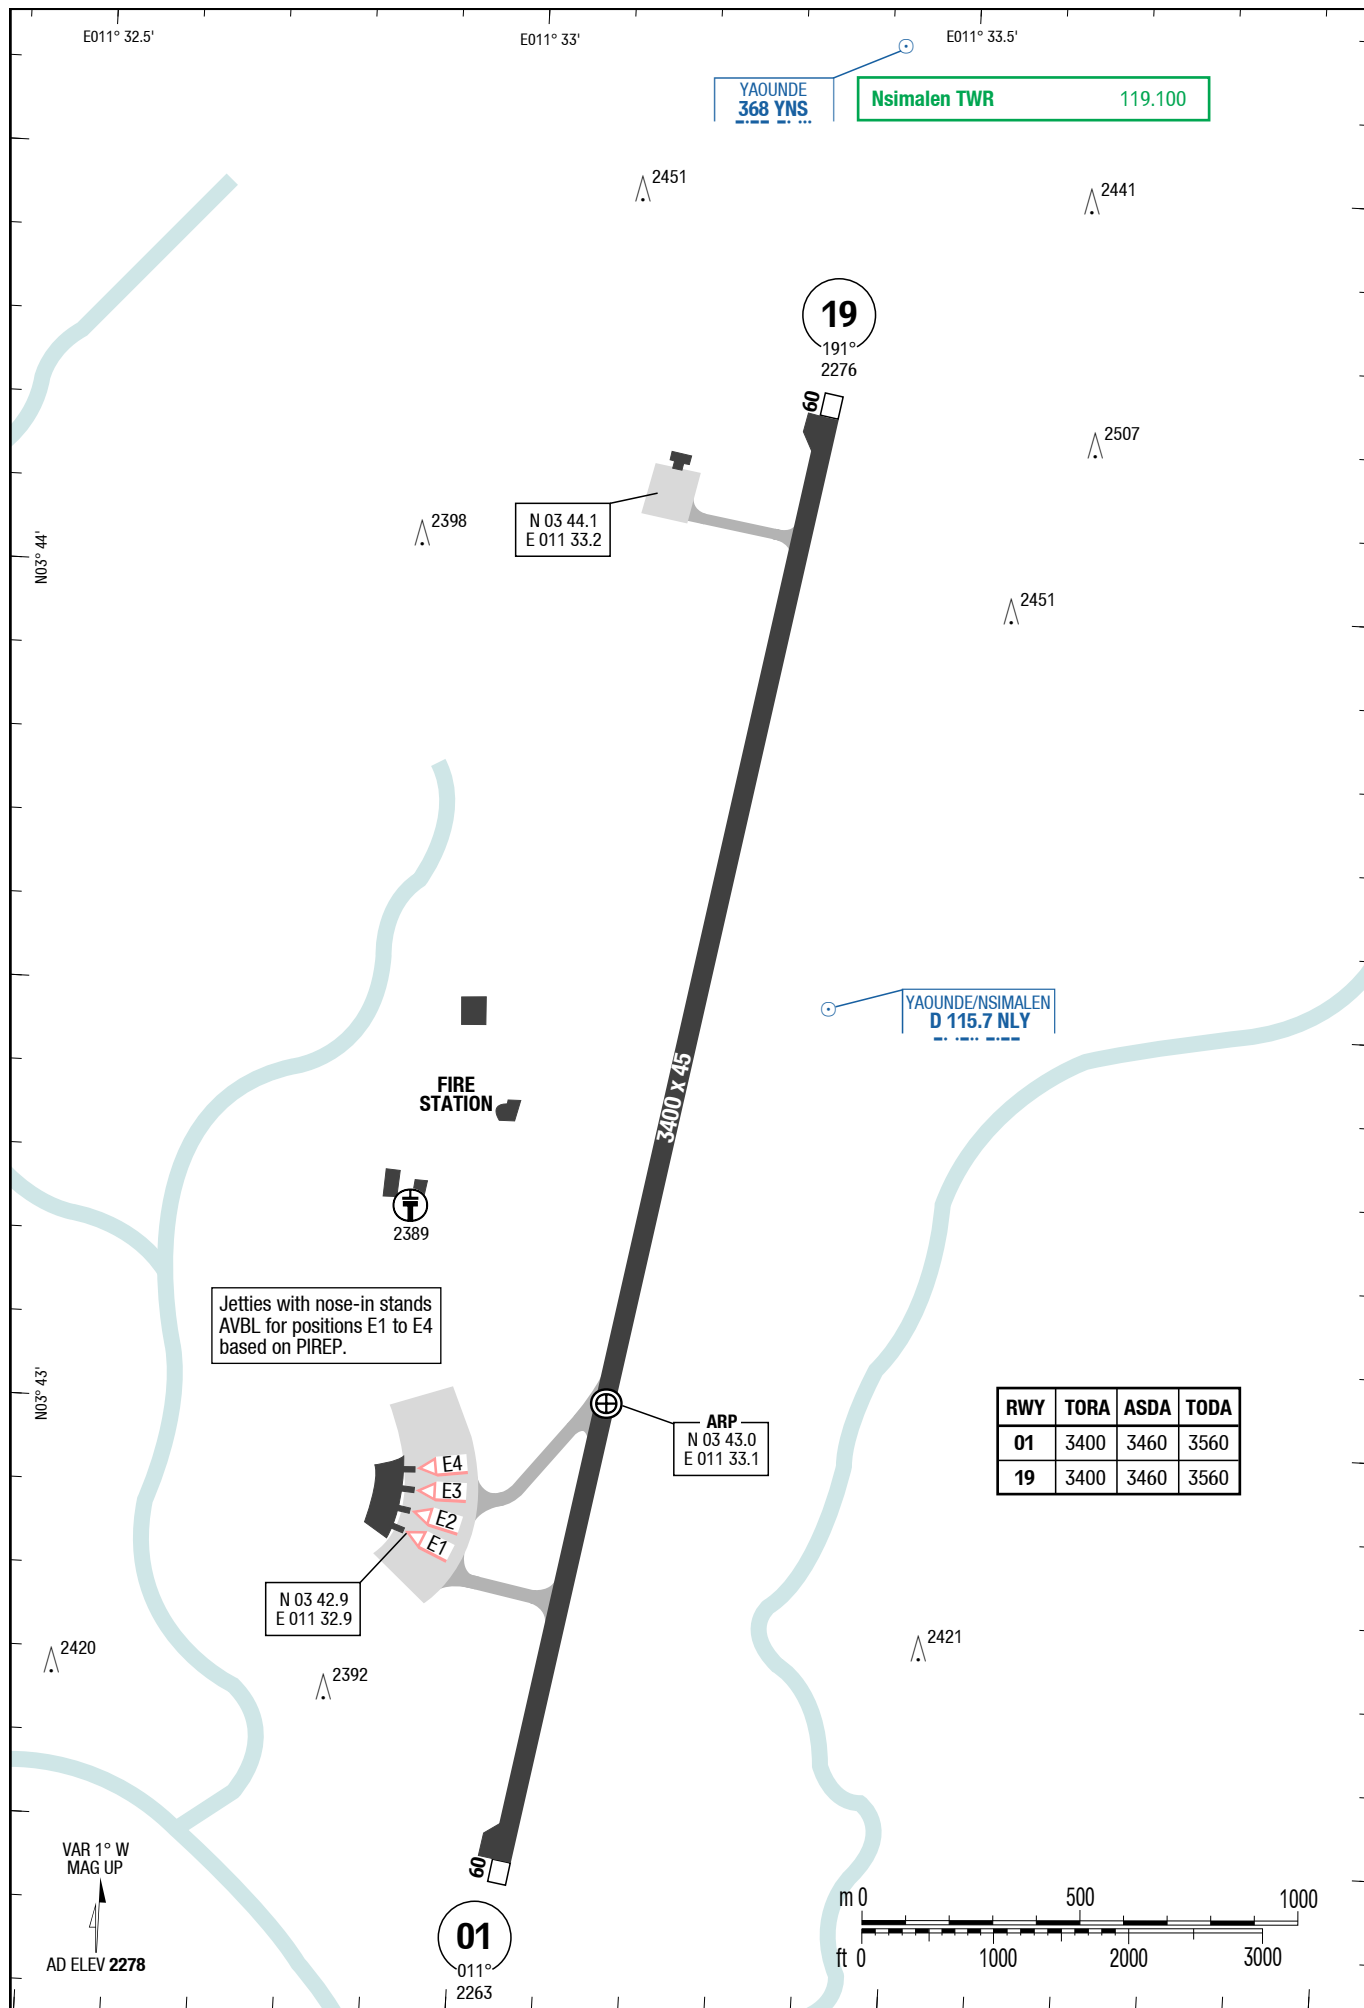 E011° 32.5'
E011° 33'
E011° 33.5'
YAOUNDE
368 YNS
Nsimalen TWR 119.100
2451
2441
19
191°
2276
60
2507
2398
N 03 44.1
E 011 33.2
N03° 44'
2451
YAOUNDE/NSIMALEN
D 115.7 NLY
3400 x 45
FIRE
STATION
2389
Jetties with nose-in stands
AVBL for positions E1 to E4
based on PIREP.
N03° 43'
ARP
N 03 43.0
E 011 33.1
RWY TORA ASDA TODA
01 3400 3460 3560
19 3400 3460 3560
E4
E3
E2
E1
N 03 42.9
E 011 32.9
2420
2392
2421
VAR 1° W
MAG UP
AD ELEV 2278
60
01
011°
2263
m 0 500 1000
ft 0 1000 2000 3000